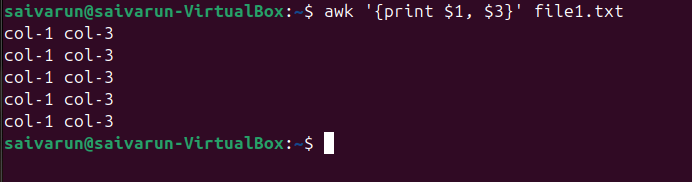 saivarun@saivarun-VirtualBox:~$ awk '{print $1, $3}' file1.txt
col-1 col-3
col-1 col-3
col-1 col-3
col-1 col-3
col-1 col-3
saivarun@saivarun-VirtualBox:~$